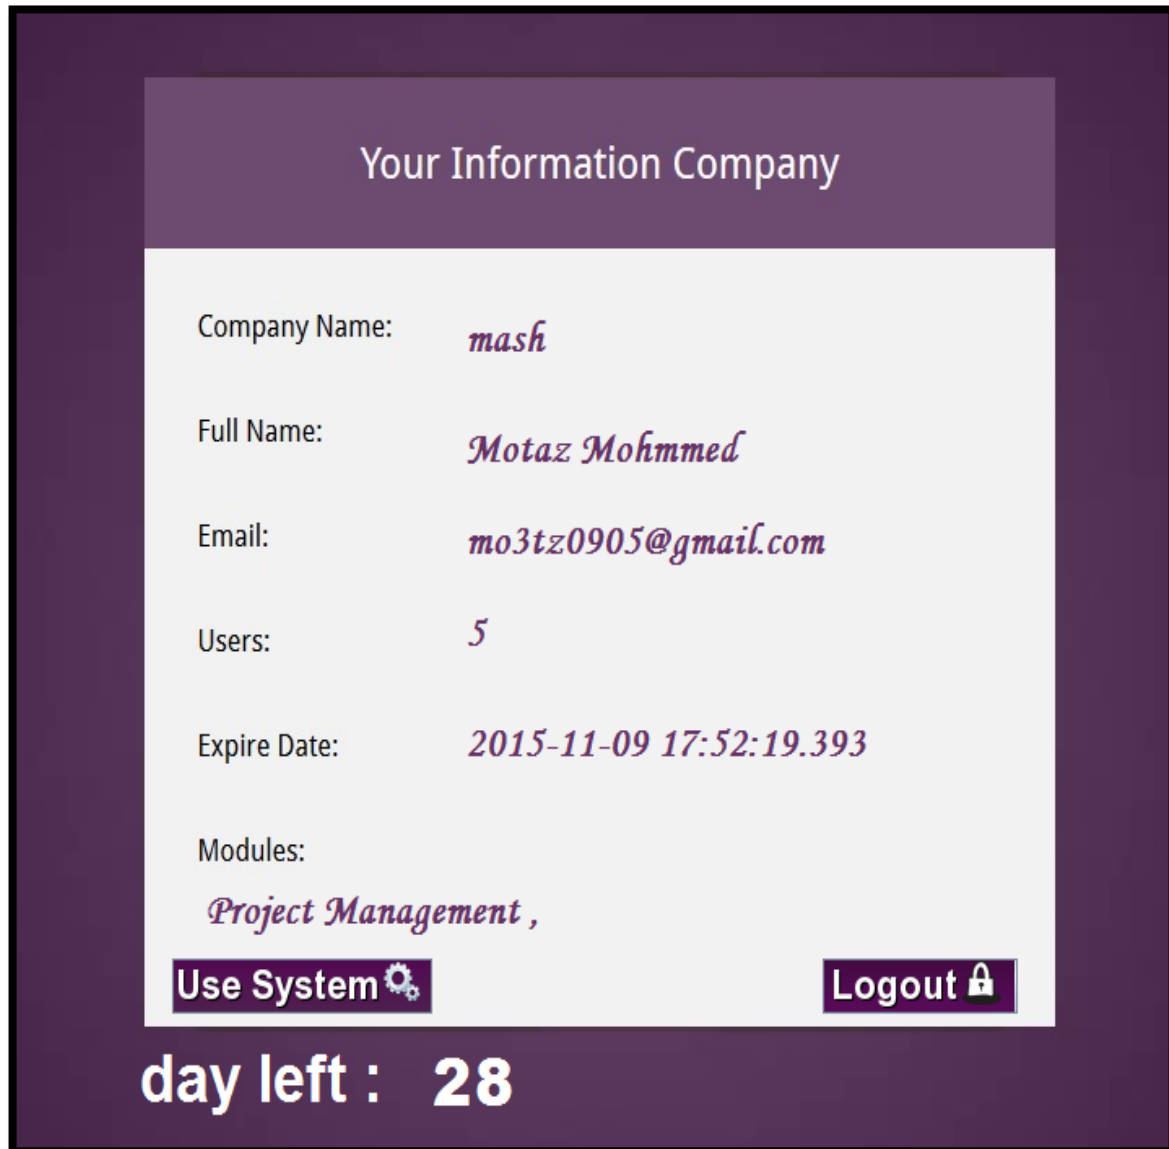 Your Information Company
Company Name: mash
Full Name: Motaz Mohmmed
Email: mo3tz0905@gmail.com
Users: 5
Expire Date: 2015-11-09 17:52:19.393
Modules:
Project Management ,
Use System Logout
day left : 28